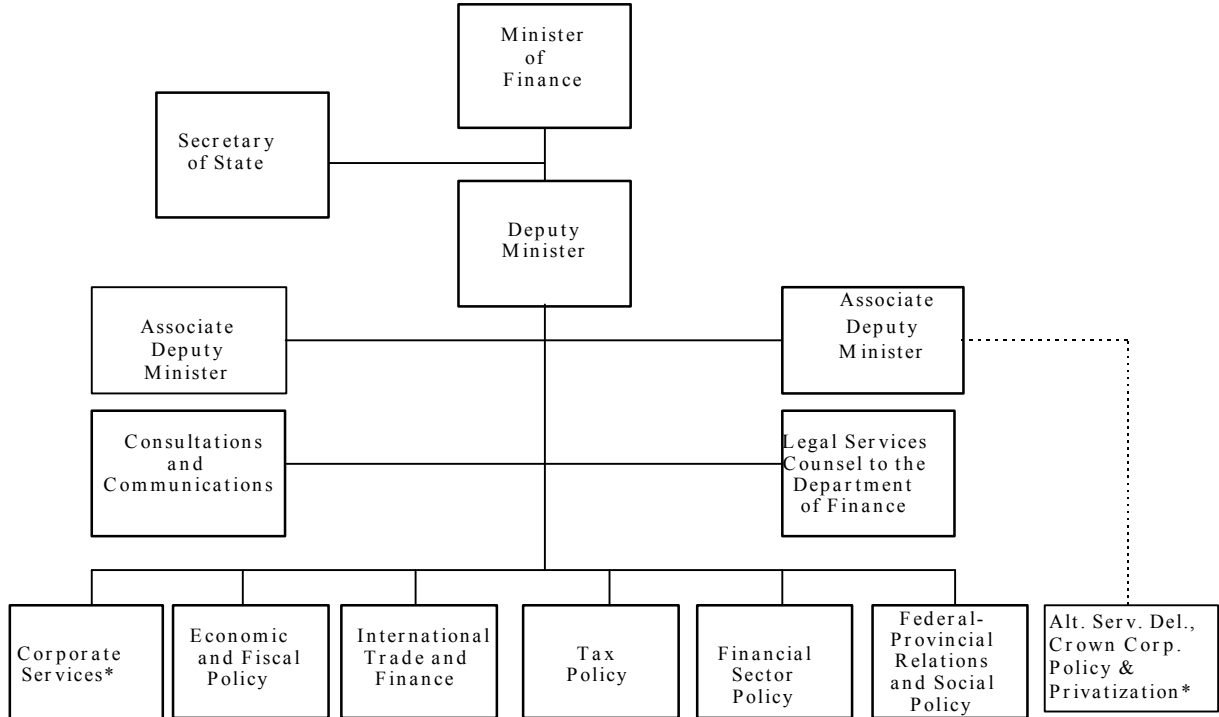 Minister
of
Finance
Secretary
of State
Deputy
Minister
Associate
Deputy
Minister
Associate
Deputy
Minister
Consultations
and
Communications
Legal Services
Counsel to the
Department
of Finance
Corporate
Services*
Economic
and Fiscal
Policy
International
Trade and
Finance
Tax
Policy
Financial
Sector
Policy
Federal-
Provincial
Relations
and Social
Policy
Alt. Serv. Del.,
Crown Corp.
Policy &
Privatization*